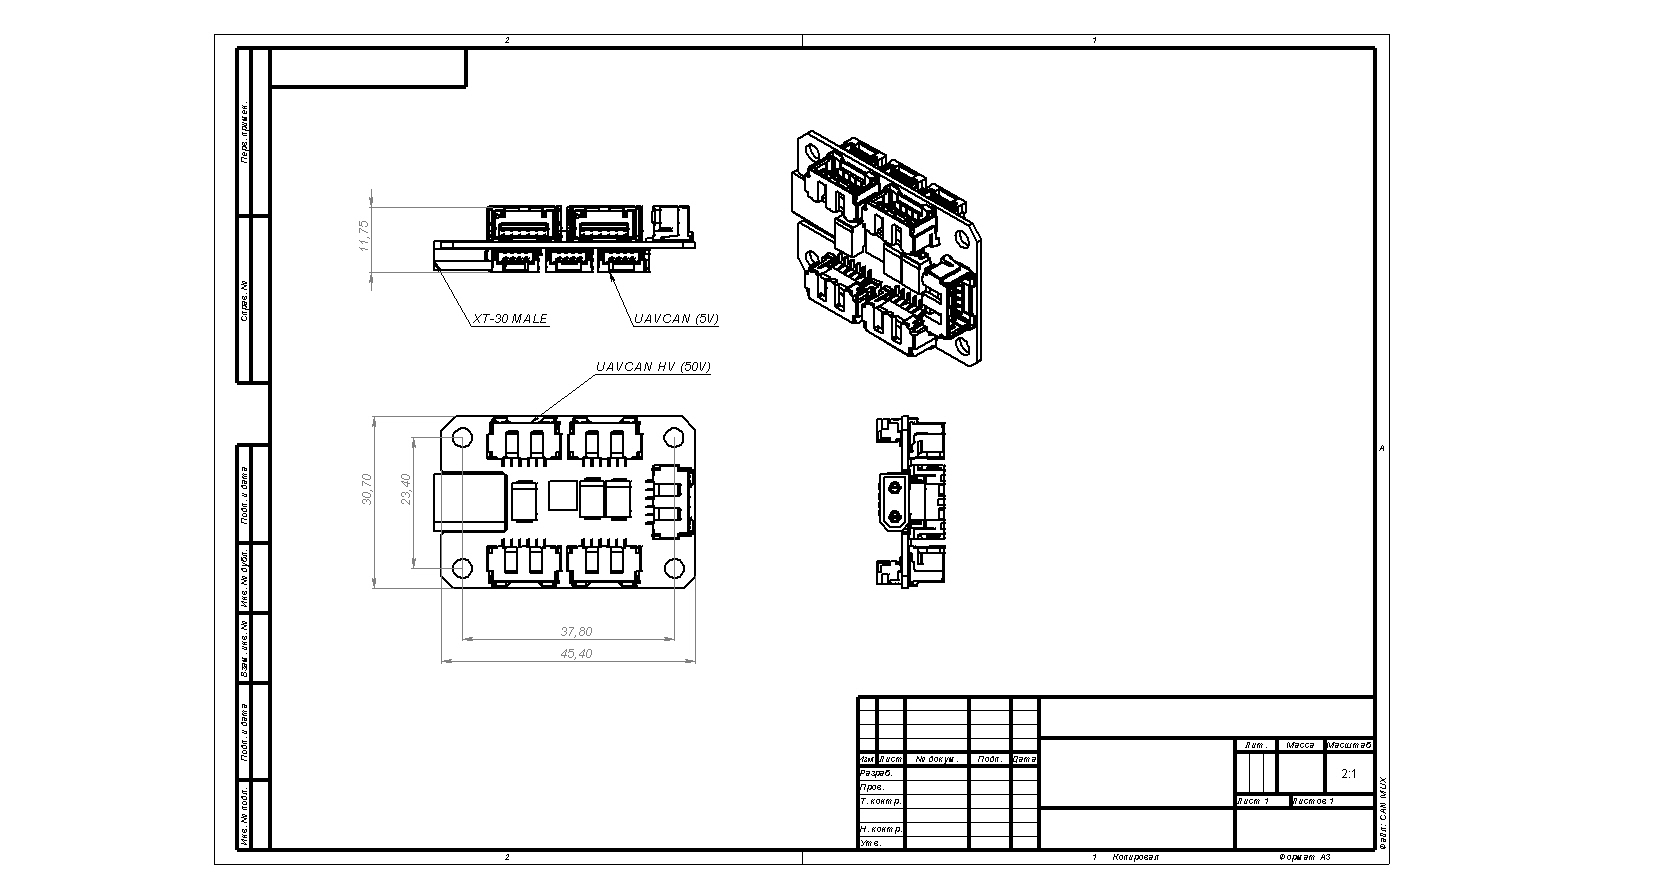 2
1
Перв. примен.
Справ. №
Подп. и дата
Инв. № дубл.
Взам. инв. №
Подп. и дата
Инв. № подл.
11,75
XT-30 MALE
UAVCAN (5V)
UAVCAN HV (50V)
30,70
23,40
37,80
45,40
A
Изм
Лист
№ докум.
Подп.
Дата
Разраб.
Пров.
Т. контр.
Н. контр.
Утв.
Лит.
Масса
Масштаб
2:1
Лист 1
Листов 1
Файл: CAN MUX
2
1
Копировал
Формат A3